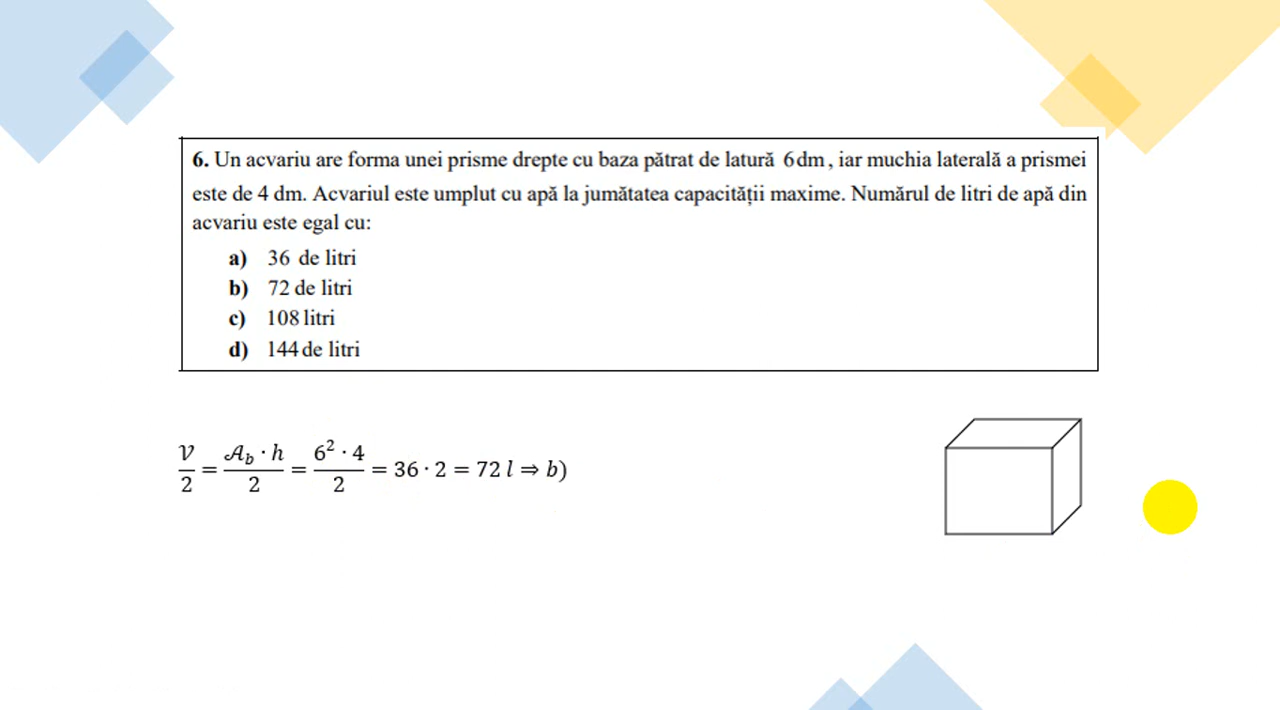 6. Un acvariu are forma unei prisme drepte cu baza pătrat de latură 6 dm, iar muchia laterală a prismei
este de 4 dm. Acvariul este umplut cu apă la jumătatea capacității maxime. Numărul de litri de apă din
acvariu este egal cu:
a) 36 de litri
b) 72 de litri
c) 108 litri
d) 144 de litri
𝒱/2 = 𝒜_b · h / 2 = 6² · 4 / 2 = 36 · 2 = 72 l ⇒ b)